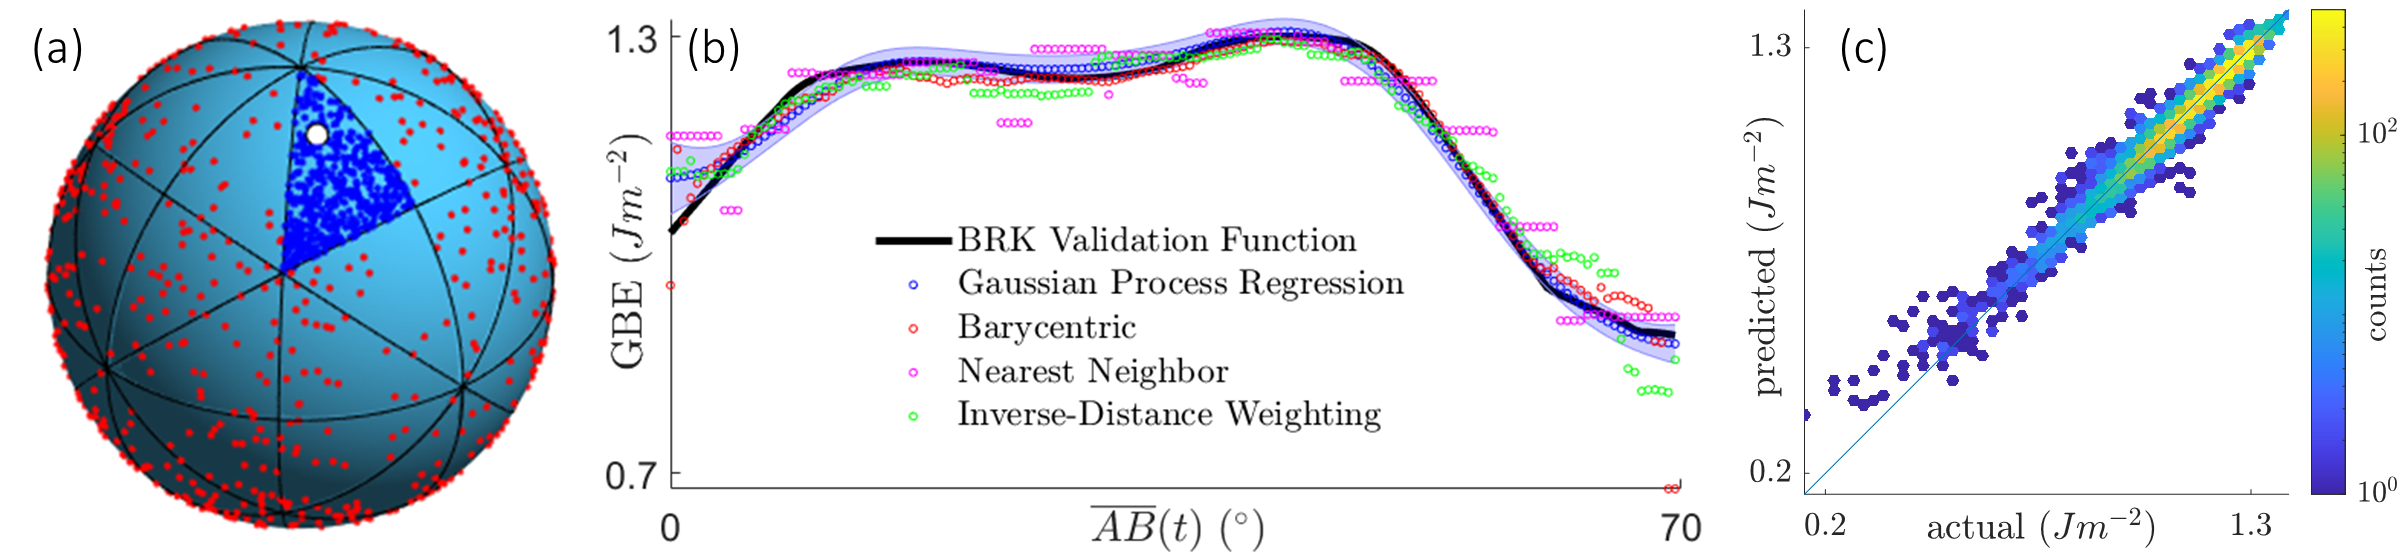 (a)
1.3
(b)
GBE (Jm⁻²)
BRK Validation Function
Gaussian Process Regression
Barycentric
Nearest Neighbor
Inverse-Distance Weighting
0.7
0
AB(t) (°)
70
(c)
1.3
predicted (Jm⁻²)
0.2
0.2
actual (Jm⁻²)
1.3
10²
counts
10⁰